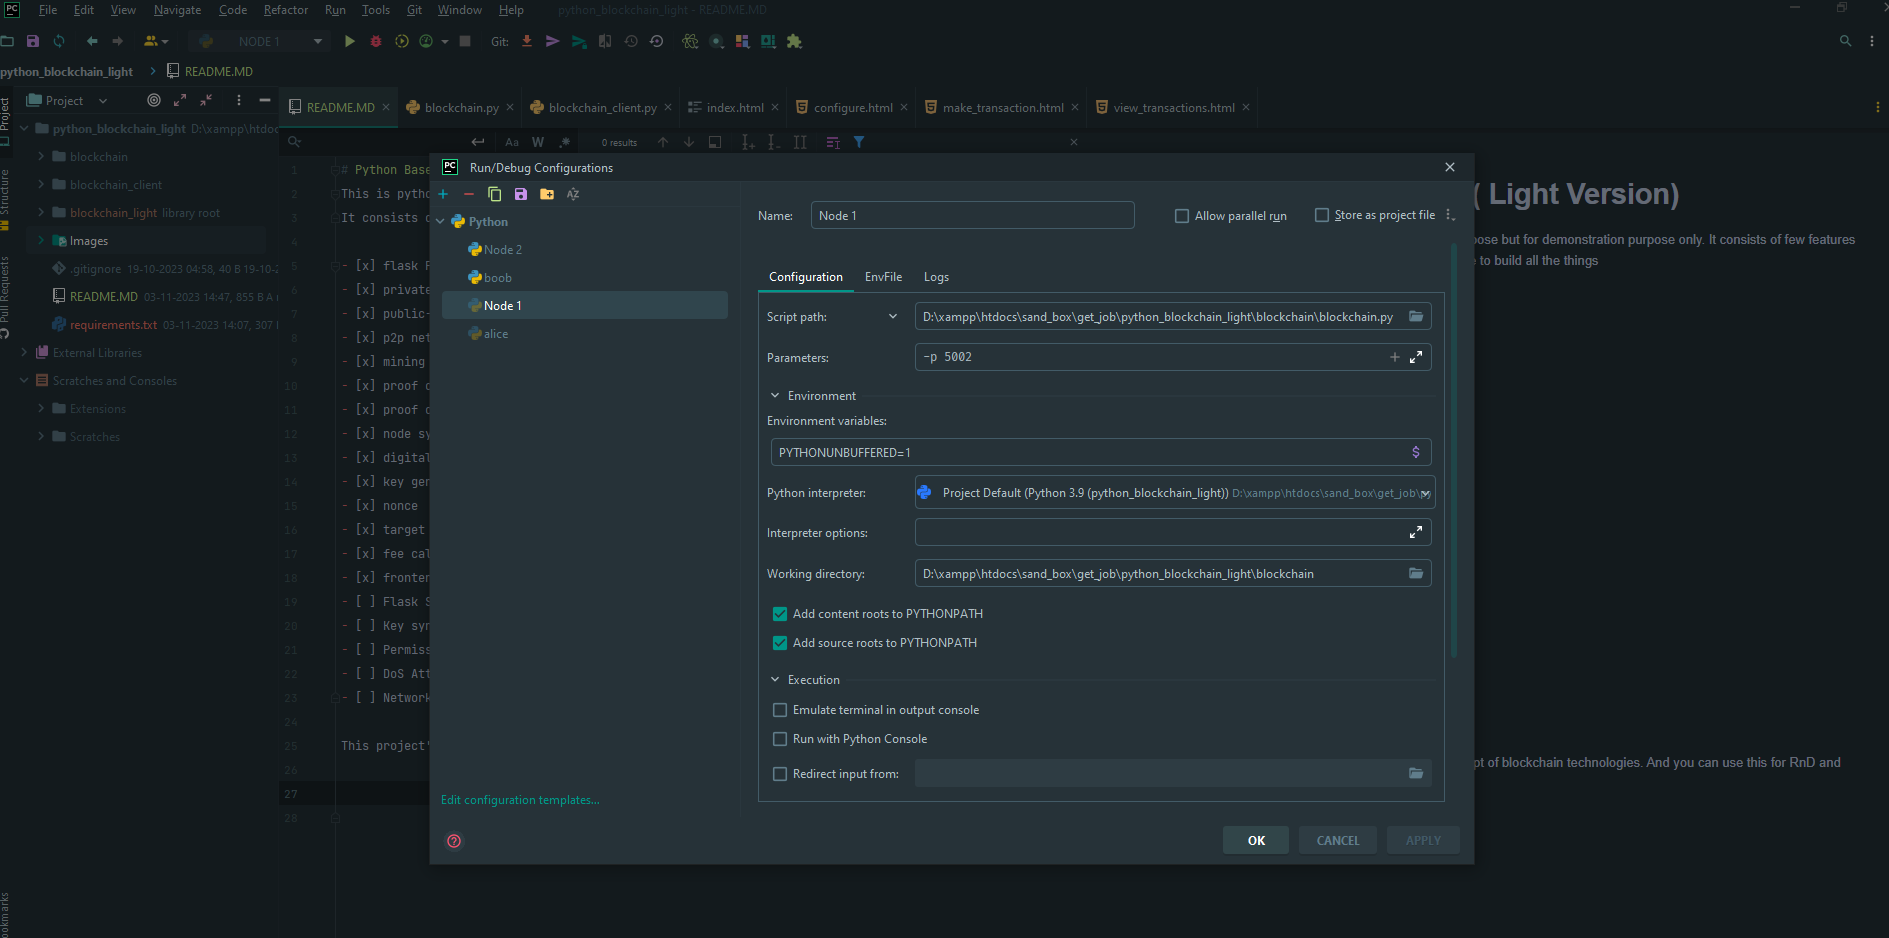 PC File Edit View Navigate Code Refactor Run Tools Git Window Help python_blockchain_light - README.MD
NODE 1 Git:
python_blockchain_light README.MD
Project
Project
README.MD blockchain.py blockchain_client.py index.html configure.html make_transaction.html view_transactions.html
python_blockchain_light D:\xampp\htdoc
Aa W .* 0 results
blockchain
blockchain_client
blockchain_light library root
Images
.gitignore 19-10-2023 04:58, 40 B 19-10-2
README.MD 03-11-2023 14:47, 855 B A
requirements.txt 03-11-2023 14:07, 307
External Libraries
Scratches and Consoles
Extensions
Scratches
Structure
Pull Requests
ookmarks
1 # Python Base
2 This is pytho
3 It consists o
4
5 - [x] flask
6 - [x] private
7 - [x] public-
8 - [x] p2p net
9 - [x] mining
10 - [x] proof o
11 - [x] proof o
12 - [x] node sy
13 - [x] digital
14 - [x] key gen
15 - [x] nonce
16 - [x] target
17 - [x] fee cal
18 - [x] fronten
19 - [ ] Flask S
20 - [ ] Key syn
21 - [ ] Permiss
22 - [ ] DoS Att
23 - [ ] Network
24
25 This project'
26
27
28
( Light Version)
ose but for demonstration purpose only. It consists of few features
to build all the things
pt of blockchain technologies. And you can use this for RnD and
PC Run/Debug Configurations
Python
Node 2
boob
Node 1
alice
Edit configuration templates...
Name: Node 1 Allow parallel run Store as project file
Configuration EnvFile Logs
Script path: D:\xampp\htdocs\sand_box\get_job\python_blockchain_light\blockchain\blockchain.py
Parameters: -p 5002
Environment
Environment variables:
PYTHONUNBUFFERED=1 $
Python interpreter: Project Default (Python 3.9 (python_blockchain_light)) D:\xampp\htdocs\sand_box\get_job\py
Interpreter options:
Working directory: D:\xampp\htdocs\sand_box\get_job\python_blockchain_light\blockchain
Add content roots to PYTHONPATH
Add source roots to PYTHONPATH
Execution
Emulate terminal in output console
Run with Python Console
Redirect input from:
OK CANCEL APPLY